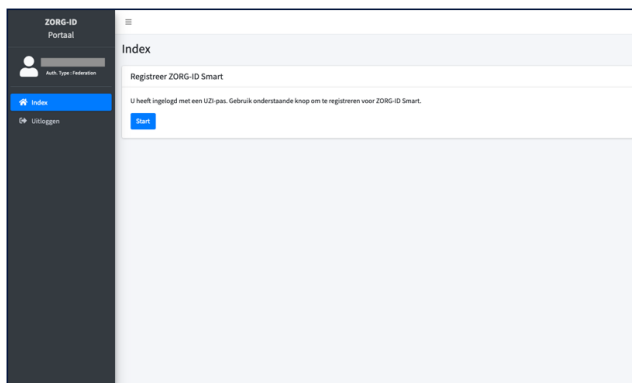 ZORG-ID
Portaal
Auth. Type : Federation
Index
Uitloggen
Index
Registreer ZORG-ID Smart
U heeft ingelogd met een UZI-pas. Gebruik onderstaande knop om te registreren voor ZORG-ID Smart.
Start